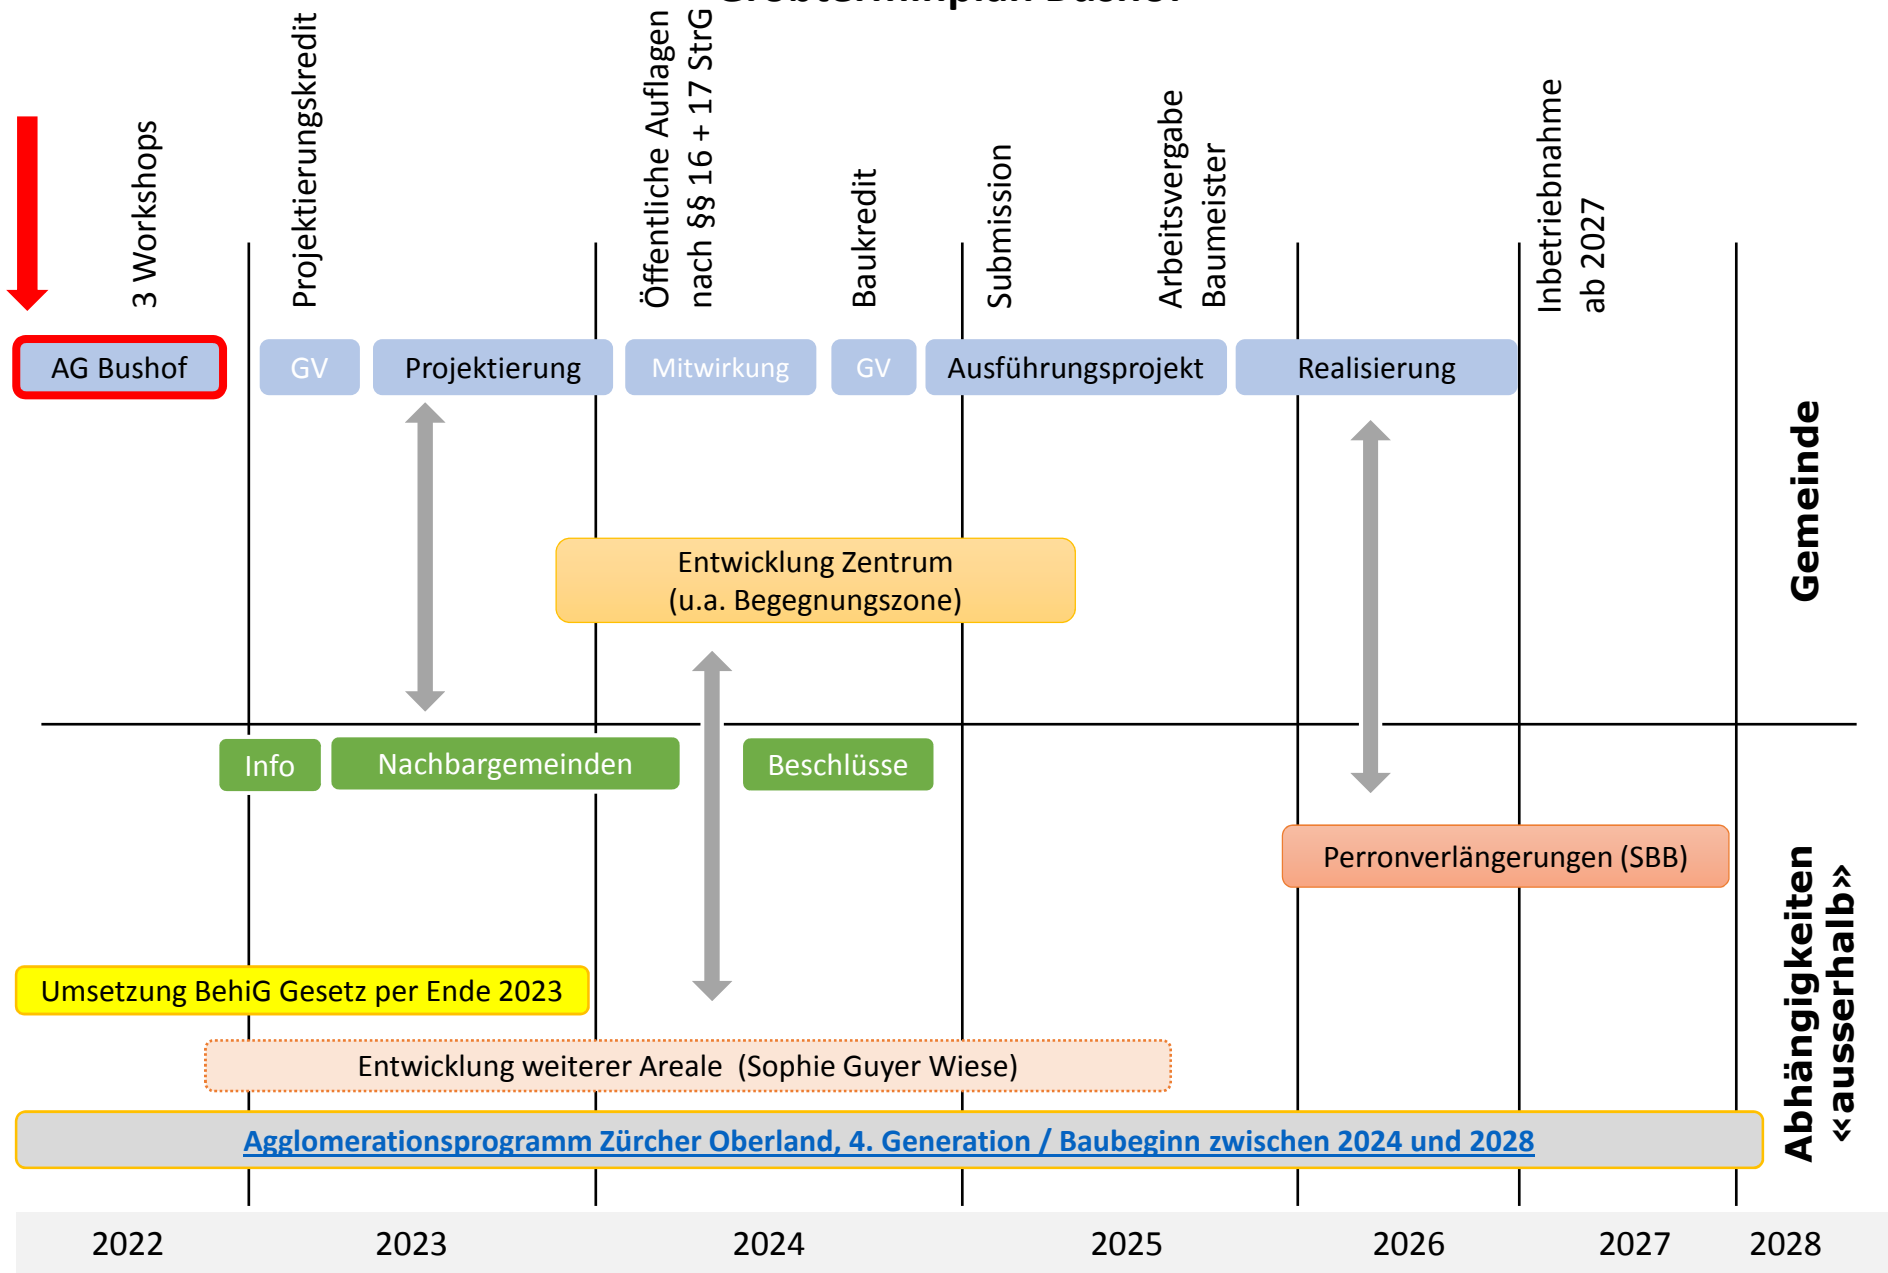 Grobterminplan Bushof
3 Workshops
Projektierungskredit
Öffentliche Auflagen
nach §§ 16 + 17 StrG
Baukredit
Submission
Arbeitsvergabe
Baumeister
Inbetriebnahme
ab 2027
AG Bushof
GV
Projektierung
Mitwirkung
GV
Ausführungsprojekt
Realisierung
Gemeinde
Entwicklung Zentrum
(u.a. Begegnungszone)
Info
Nachbargemeinden
Beschlüsse
Perronverlängerungen (SBB)
Abhängigkeiten
«ausserhalb»
Umsetzung BehiG Gesetz per Ende 2023
Entwicklung weiterer Areale (Sophie Guyer Wiese)
Agglomerationsprogramm Zürcher Oberland, 4. Generation / Baubeginn zwischen 2024 und 2028
2022
2023
2024
2025
2026
2027
2028